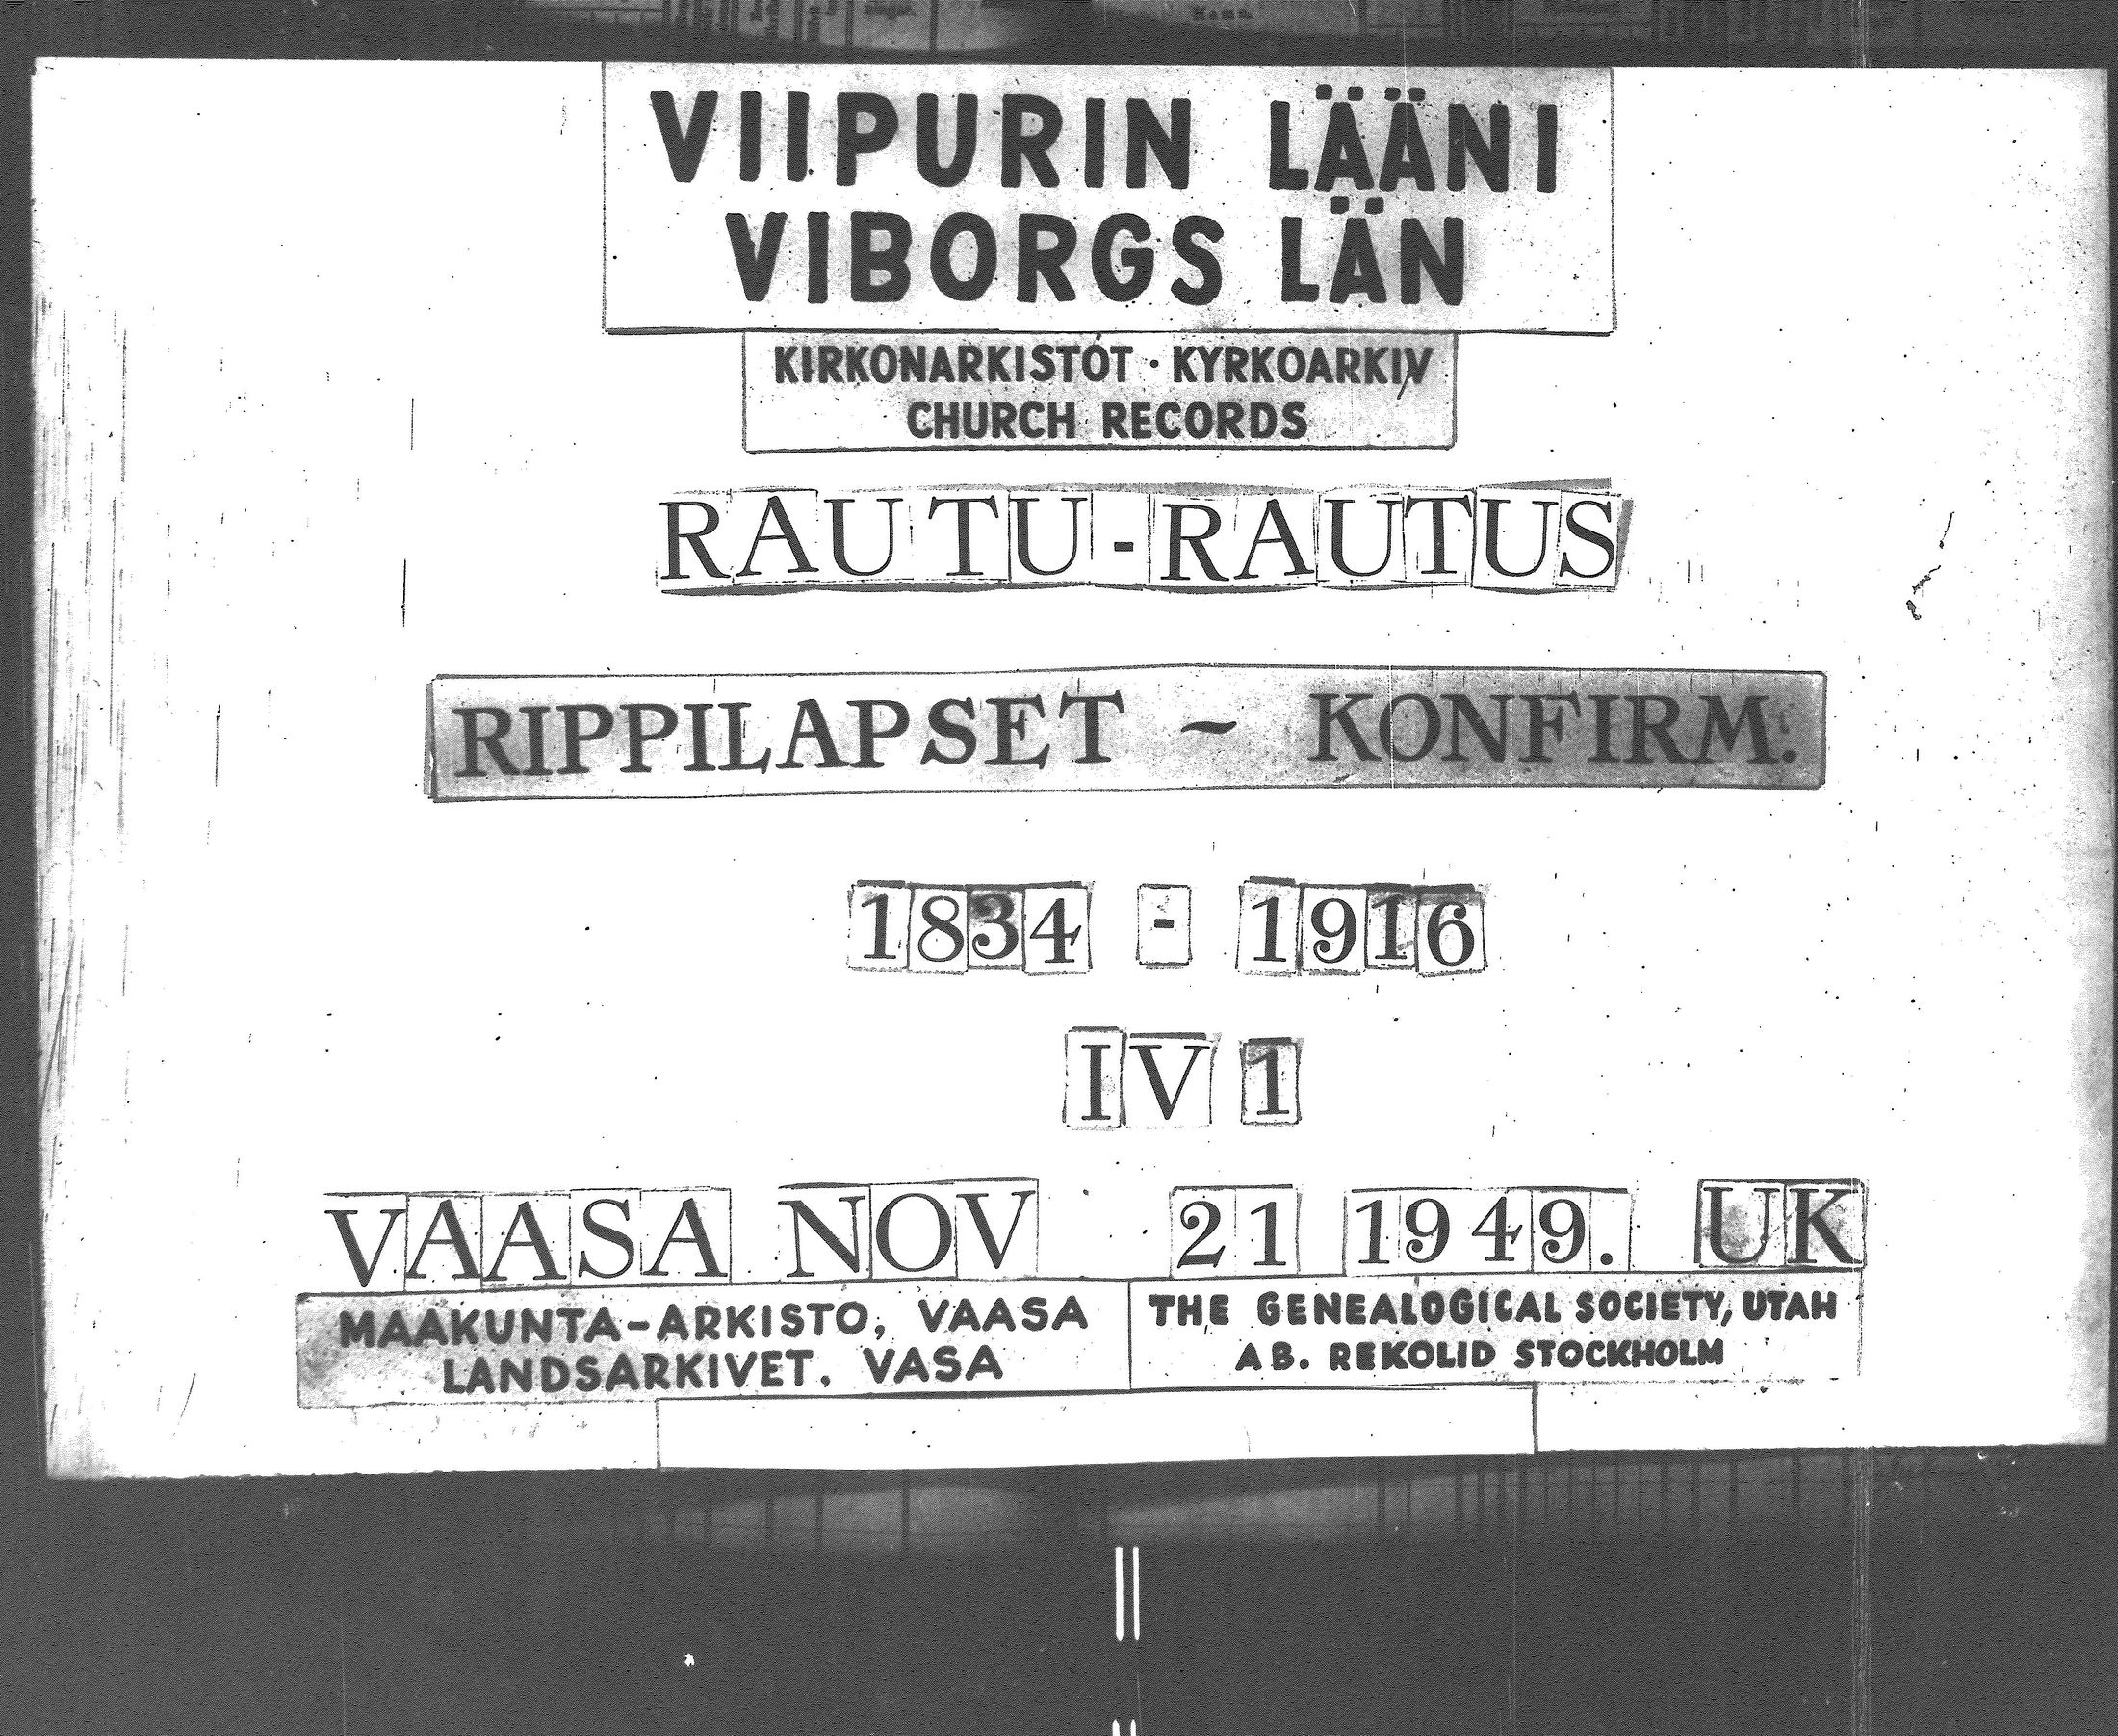 VIIPURIN LÄÄNI
VIBORGS LÄN
KIRKONARKISTOT · KYRKOARKIV
CHURCH RECORDS
RAUTU-RAUTUS
RIPPILAPSET ~ KONFIRM.
1834 - 1916
IV 1
VAASA NOV 21 1949. UK
MAAKUNTA-ARKISTO, VAASA
LANDSARKIVET, VASA
THE GENEALOGICAL SOCIETY, UTAH
AB. REKOLID STOCKHOLM